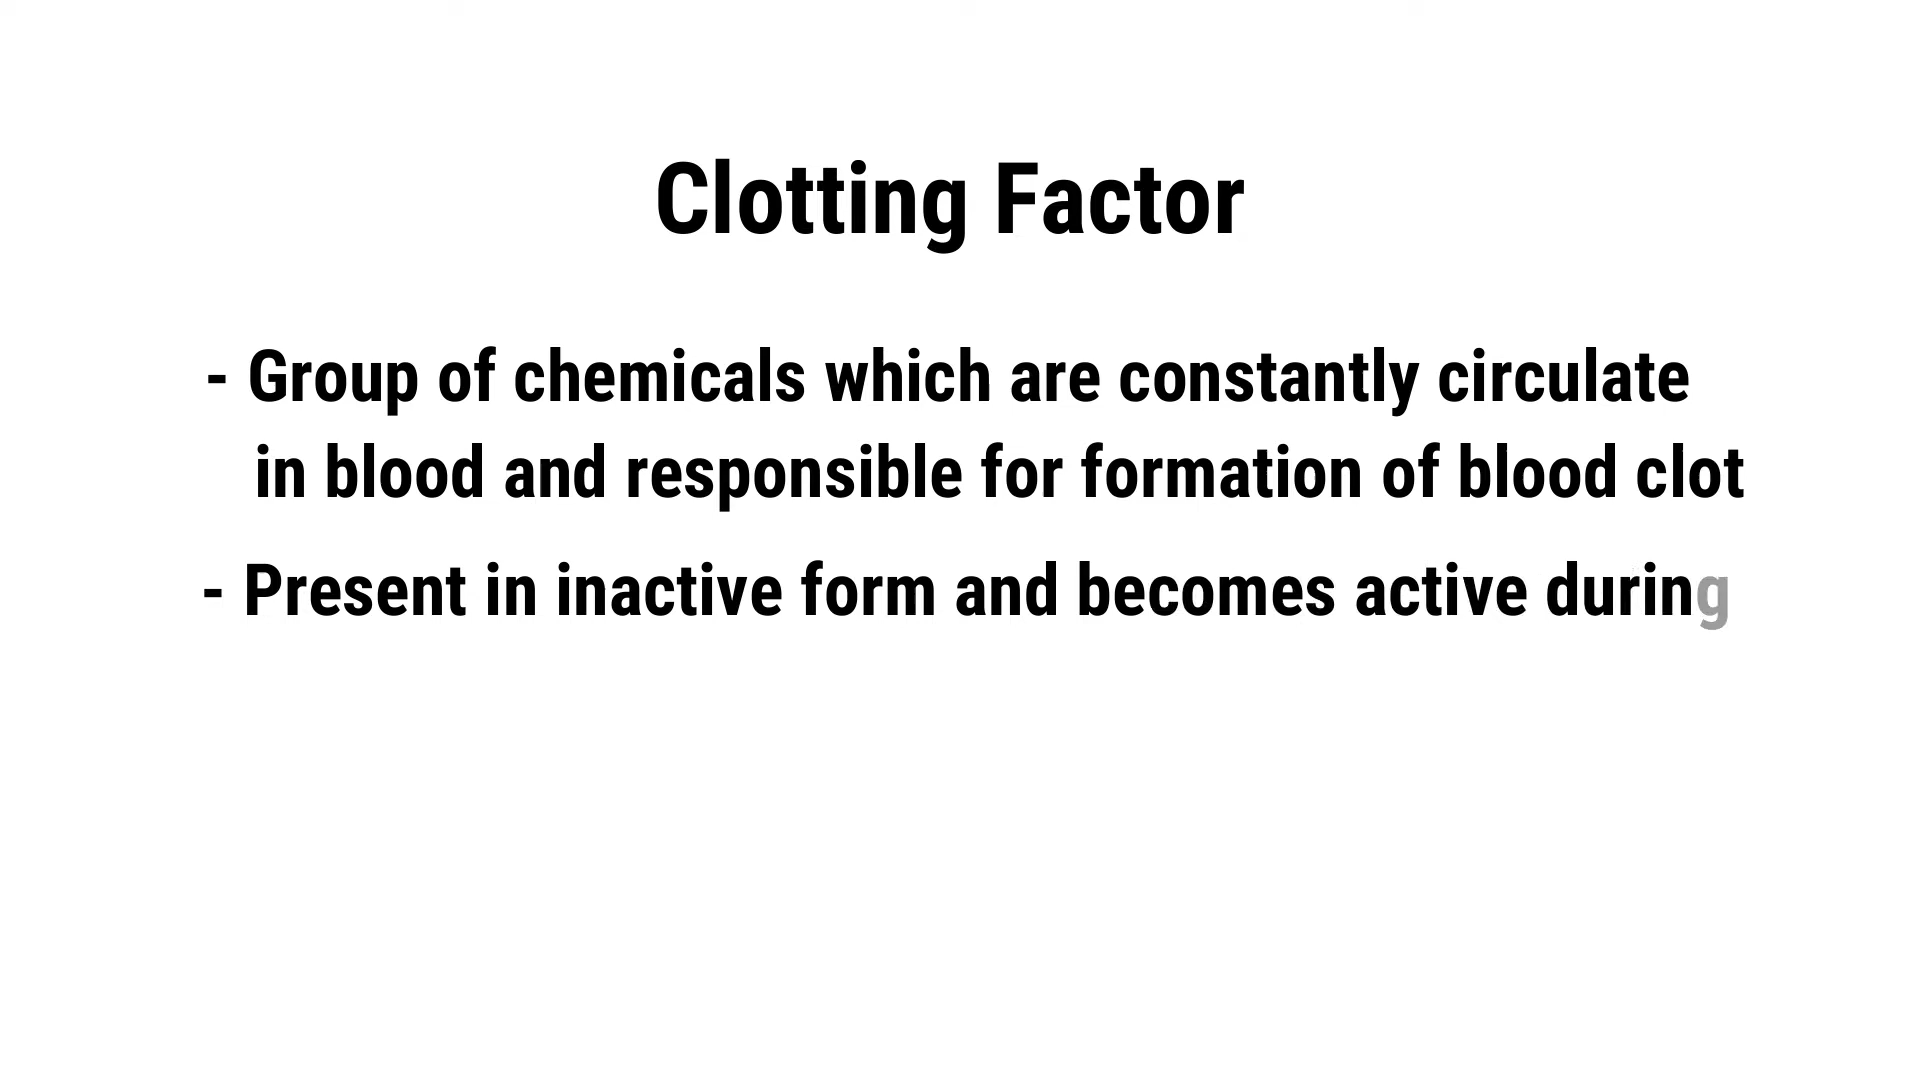 Clotting Factor
- Group of chemicals which are constantly circulate
in blood and responsible for formation of blood clot
- Present in inactive form and becomes active during